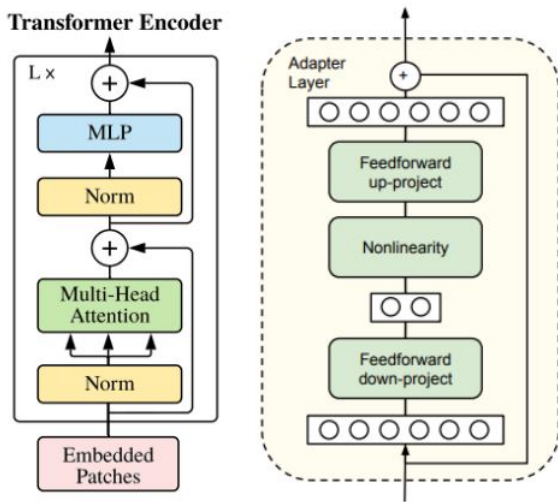 Transformer Encoder
L ×
+
MLP
Norm
+
Multi-Head
Attention
Norm
Embedded
Patches
Adapter
Layer
+
Feedforward
up-project
Nonlinearity
Feedforward
down-project